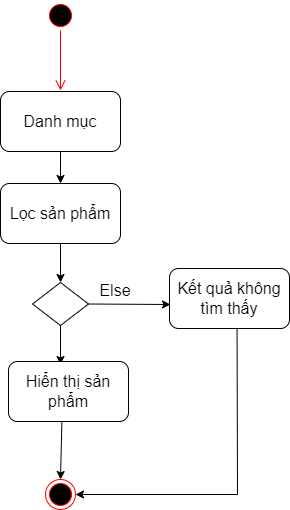 Danh mục
Lọc sản phẩm
Else
Kết quả không
tìm thấy
Hiển thị sản
phẩm